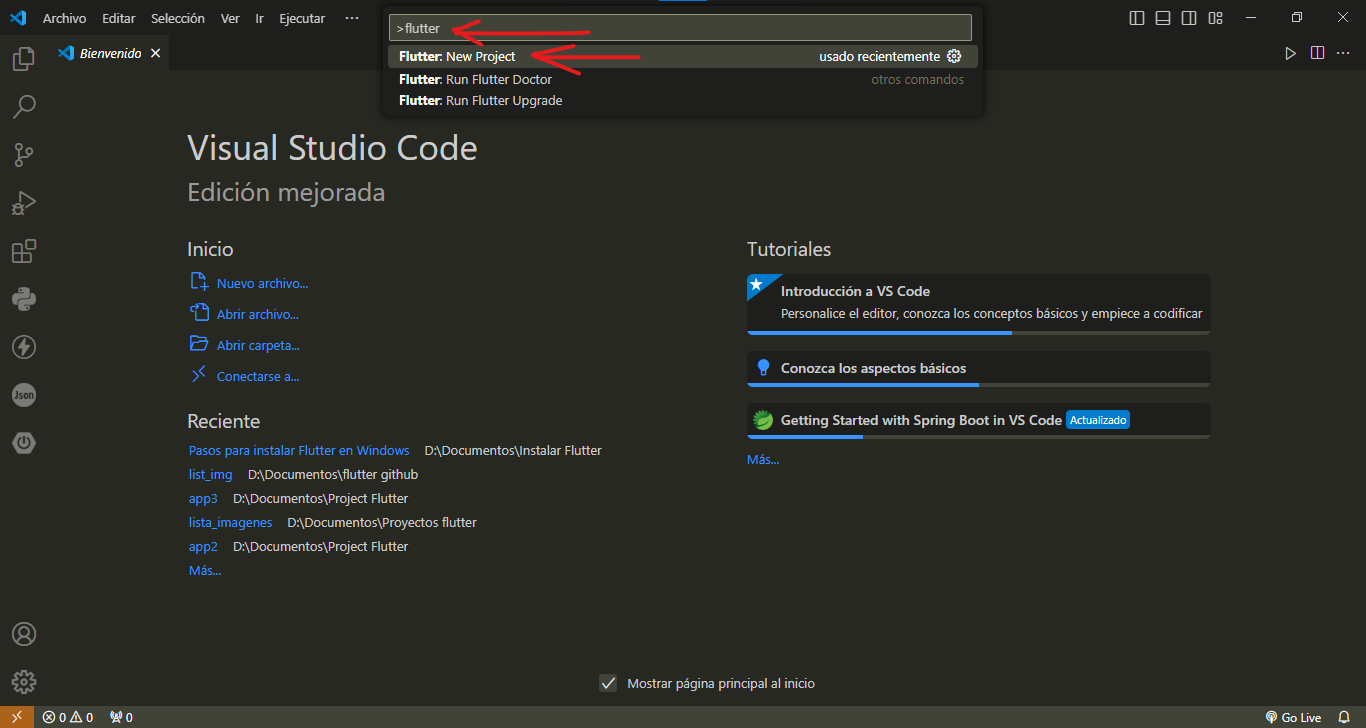 Archivo Editar Selección Ver Ir Ejecutar ···
>flutter
Bienvenido
Flutter: New Project usado recientemente
Flutter: Run Flutter Doctor otros comandos
Flutter: Run Flutter Upgrade
Visual Studio Code
Edición mejorada
Inicio
Nuevo archivo...
Abrir archivo...
Abrir carpeta...
Conectarse a...
Reciente
Pasos para instalar Flutter en Windows D:\Documentos\Instalar Flutter
list_img D:\Documentos\flutter github
app3 D:\Documentos\Project Flutter
lista_imagenes D:\Documentos\Proyectos flutter
app2 D:\Documentos\Project Flutter
Más...
Tutoriales
Introducción a VS Code
Personalice el editor, conozca los conceptos básicos y empiece a codificar
Conozca los aspectos básicos
Getting Started with Spring Boot in VS Code Actualizado
Más...
Json
Mostrar página principal al inicio
0 0 0 Go Live